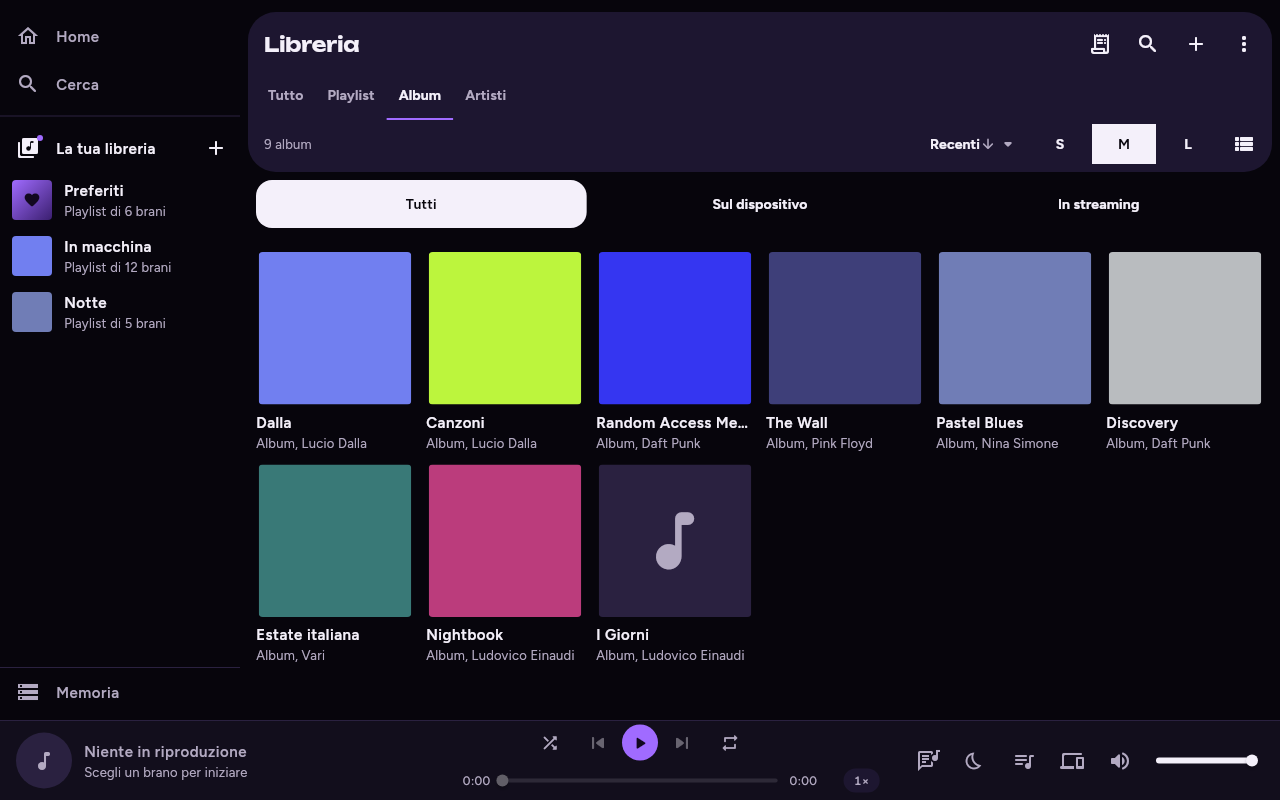 Home
Cerca
La tua libreria
Preferiti
Playlist di 6 brani
In macchina
Playlist di 12 brani
Notte
Playlist di 5 brani
Memoria
Libreria
Tutto Playlist Album Artisti
9 album
Recenti
S M L
Tutti Sul dispositivo In streaming
Dalla
Album, Lucio Dalla
Canzoni
Album, Lucio Dalla
Random Access Me…
Album, Daft Punk
The Wall
Album, Pink Floyd
Pastel Blues
Album, Nina Simone
Discovery
Album, Daft Punk
Estate italiana
Album, Vari
Nightbook
Album, Ludovico Einaudi
I Giorni
Album, Ludovico Einaudi
Niente in riproduzione
Scegli un brano per iniziare
0:00 0:00 1×